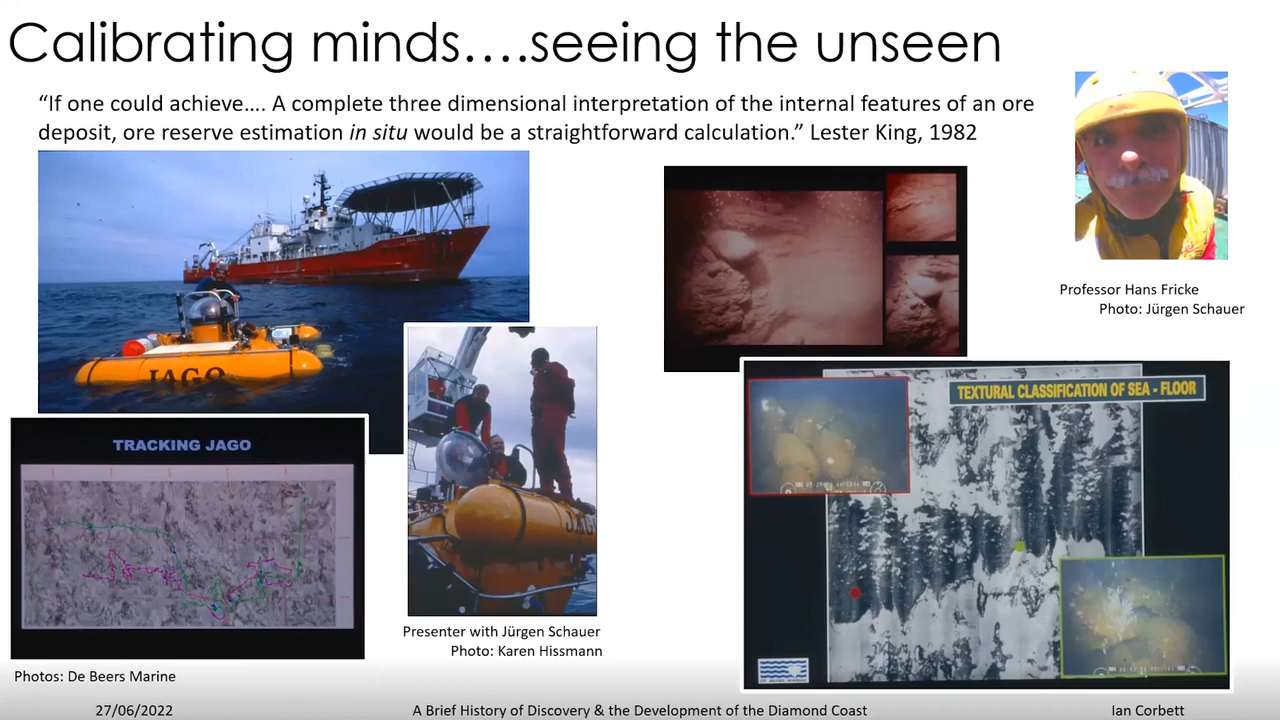 Calibrating minds….seeing the unseen
“If one could achieve…. A complete three dimensional interpretation of the internal features of an ore
deposit, ore reserve estimation in situ would be a straightforward calculation.” Lester King, 1982
JAGO
Professor Hans Fricke
Photo: Jürgen Schauer
TEXTURAL CLASSIFICATION OF SEA - FLOOR
TRACKING JAGO
Presenter with Jürgen Schauer
Photo: Karen Hissmann
Photos: De Beers Marine
27/06/2022
A Brief History of Discovery & the Development of the Diamond Coast
Ian Corbett